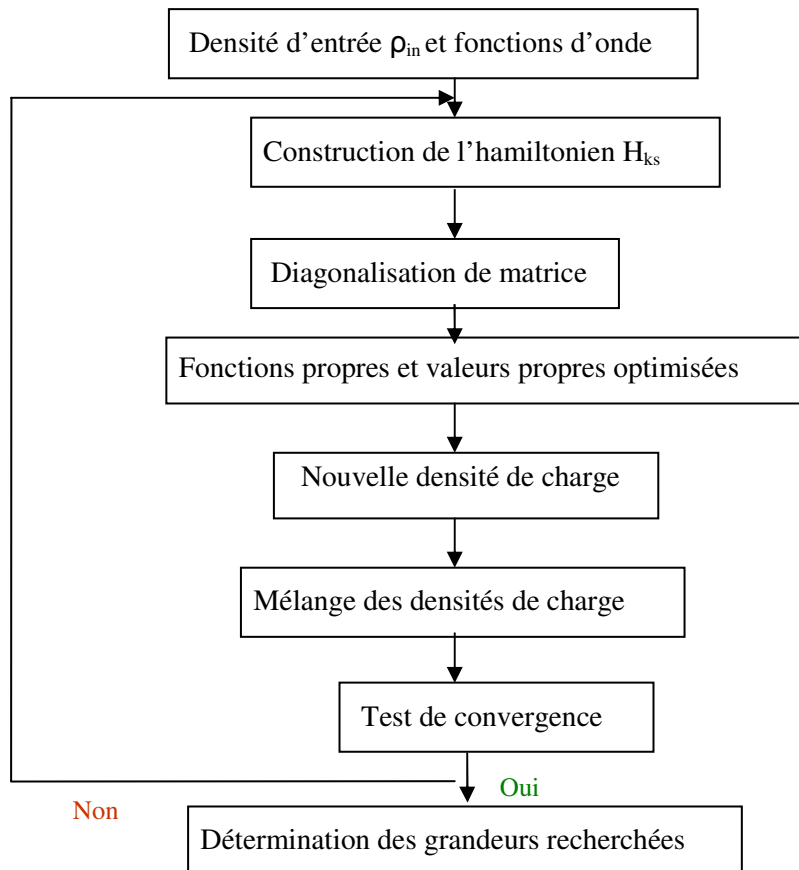 Densité d'entrée ρin et fonctions d'onde
Construction de l'hamiltonien Hks
Diagonalisation de matrice
Fonctions propres et valeurs propres optimisées
Nouvelle densité de charge
Mélange des densités de charge
Test de convergence
Oui
Non
Détermination des grandeurs recherchées